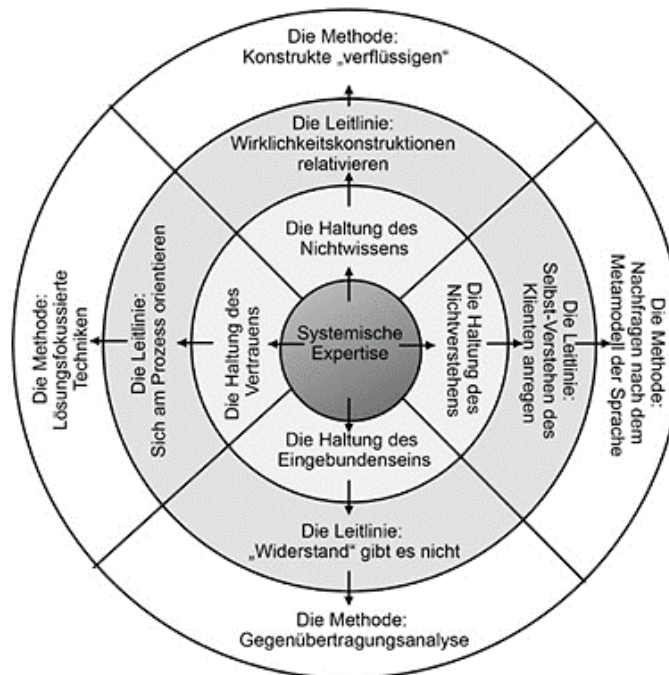 Die Methode:
Konstrukte „verflüssigen“
Die Leitlinie:
Wirklichkeitskonstruktionen
relativieren
Die Haltung des
Nichtwissens
Die Methode:
Lösungsfokussierte
Techniken
Die Leitlinie:
Sich am Prozess orientieren
Die Haltung des
Vertrauens
Systemische
Expertise
Die Haltung des
Nichtverstehens
Die Leitlinie:
Selbst-Verstehen des
Klienten anregen
Die Methode:
Nachfragen nach dem
Metamodell der Sprache
Die Haltung des
Eingebundenseins
Die Leitlinie:
„Widerstand“ gibt es nicht
Die Methode:
Gegenübertragungsanalyse